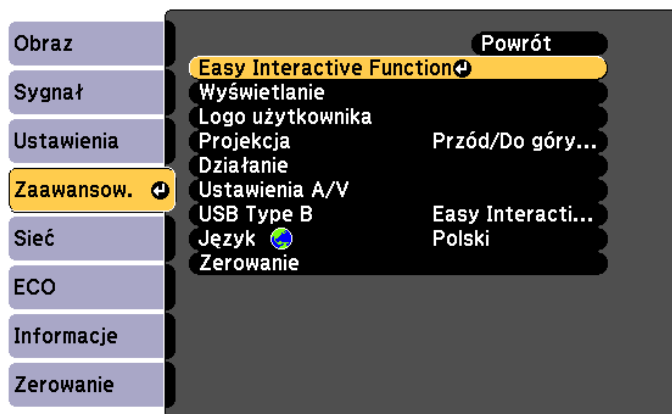 Obraz
Sygnał
Ustawienia
Zaawansow.
Sieć
ECO
Informacje
Zerowanie
Powrót
Easy Interactive Function
Wyświetlanie
Logo użytkownika
Projekcja Przód/Do góry...
Działanie
Ustawienia A/V
USB Type B Easy Interacti...
Język Polski
Zerowanie